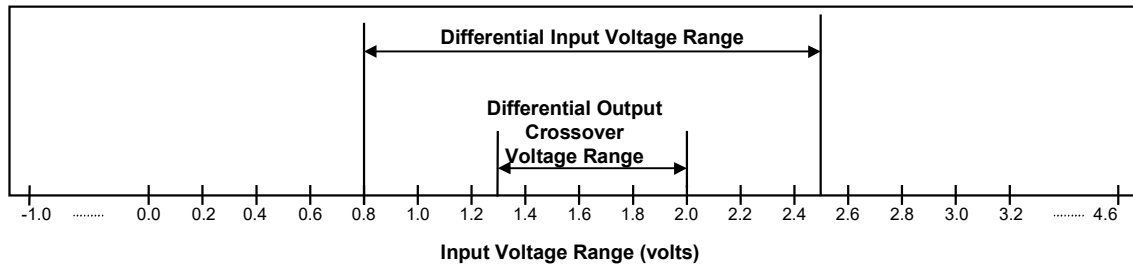 Differential Input Voltage Range
Differential Output
Crossover
Voltage Range
-1.0 ......... 0.0 0.2 0.4 0.6 0.8 1.0 1.2 1.4 1.6 1.8 2.0 2.2 2.4 2.6 2.8 3.0 3.2 ......... 4.6
Input Voltage Range (volts)